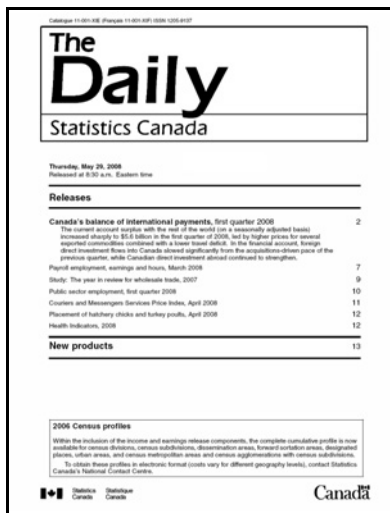 Catalogue 11-001-XIE (Français 11-001-XIF) ISSN 1205-9137
The
Daily
Statistics Canada
Thursday, May 29, 2008
Released at 8:30 a.m. Eastern time
Releases
Canada's balance of international payments, first quarter 2008 2
The current account surplus with the rest of the world (on a seasonally adjusted basis)
increased sharply to $5.6 billion in the first quarter of 2008, led by higher prices for several
exported commodities combined with a lower travel deficit. In the financial account, foreign
direct investment flows into Canada slowed significantly from the acquisitions-driven pace of the
previous quarter, while Canadian direct investment abroad continued to strengthen.
Payroll employment, earnings and hours, March 2008 7
Study: The year in review for wholesale trade, 2007 9
Public sector employment, first quarter 2008 10
Couriers and Messengers Services Price Index, April 2008 11
Placement of hatchery chicks and turkey poults, April 2008 12
Health Indicators, 2008 12
New products 13
2006 Census profiles
Within the inclusion of the income and earnings release components, the complete cumulative profile is now
available for census divisions, census subdivisions, dissemination areas, forward sortation areas, designated
places, urban areas, and census metropolitan areas and census agglomerations with census subdivisions.
To obtain these profiles in electronic format (costs vary for different geography levels), contact Statistics
Canada's National Contact Centre.
Statistics Statistique
Canada Canada
Canada